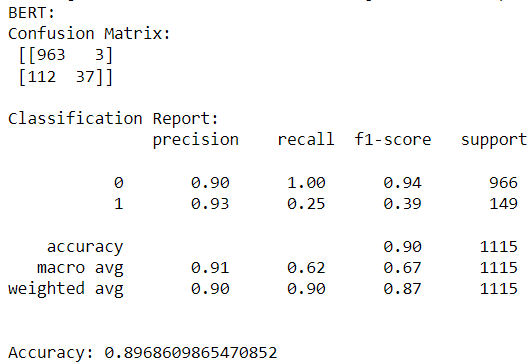 BERT:
Confusion Matrix:
[[963 3]
[112 37]]
Classification Report:
precision recall f1-score support
0 0.90 1.00 0.94 966
1 0.93 0.25 0.39 149
accuracy 0.90 1115
macro avg 0.91 0.62 0.67 1115
weighted avg 0.90 0.90 0.87 1115
Accuracy: 0.8968609865470852